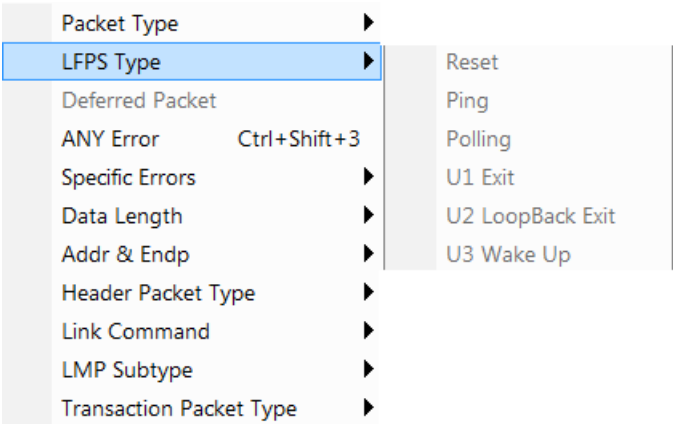 Packet Type
LFPS Type
Deferred Packet
ANY Error Ctrl+Shift+3
Specific Errors
Data Length
Addr & Endp
Header Packet Type
Link Command
LMP Subtype
Transaction Packet Type
Reset
Ping
Polling
U1 Exit
U2 LoopBack Exit
U3 Wake Up